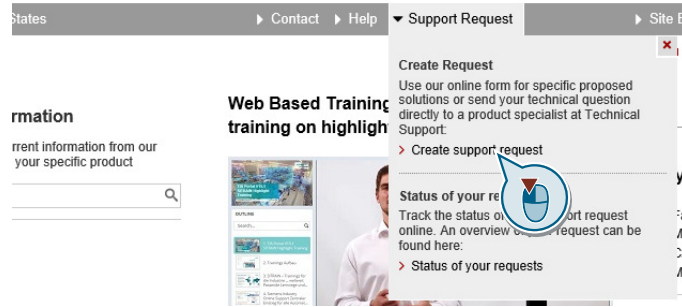 States
Contact
Help
Support Request
Site
Create Request
Use our online form for specific proposed
solutions or send your technical question
directly to a product specialist at Technical
Support:
Create support request
Status of your re
Track the status o ort request
online. An overview o request can be
found here:
Status of your requests
rmation
rrent information from our
your specific product
Web Based Training
training on highligh
OUTLINE
Search...